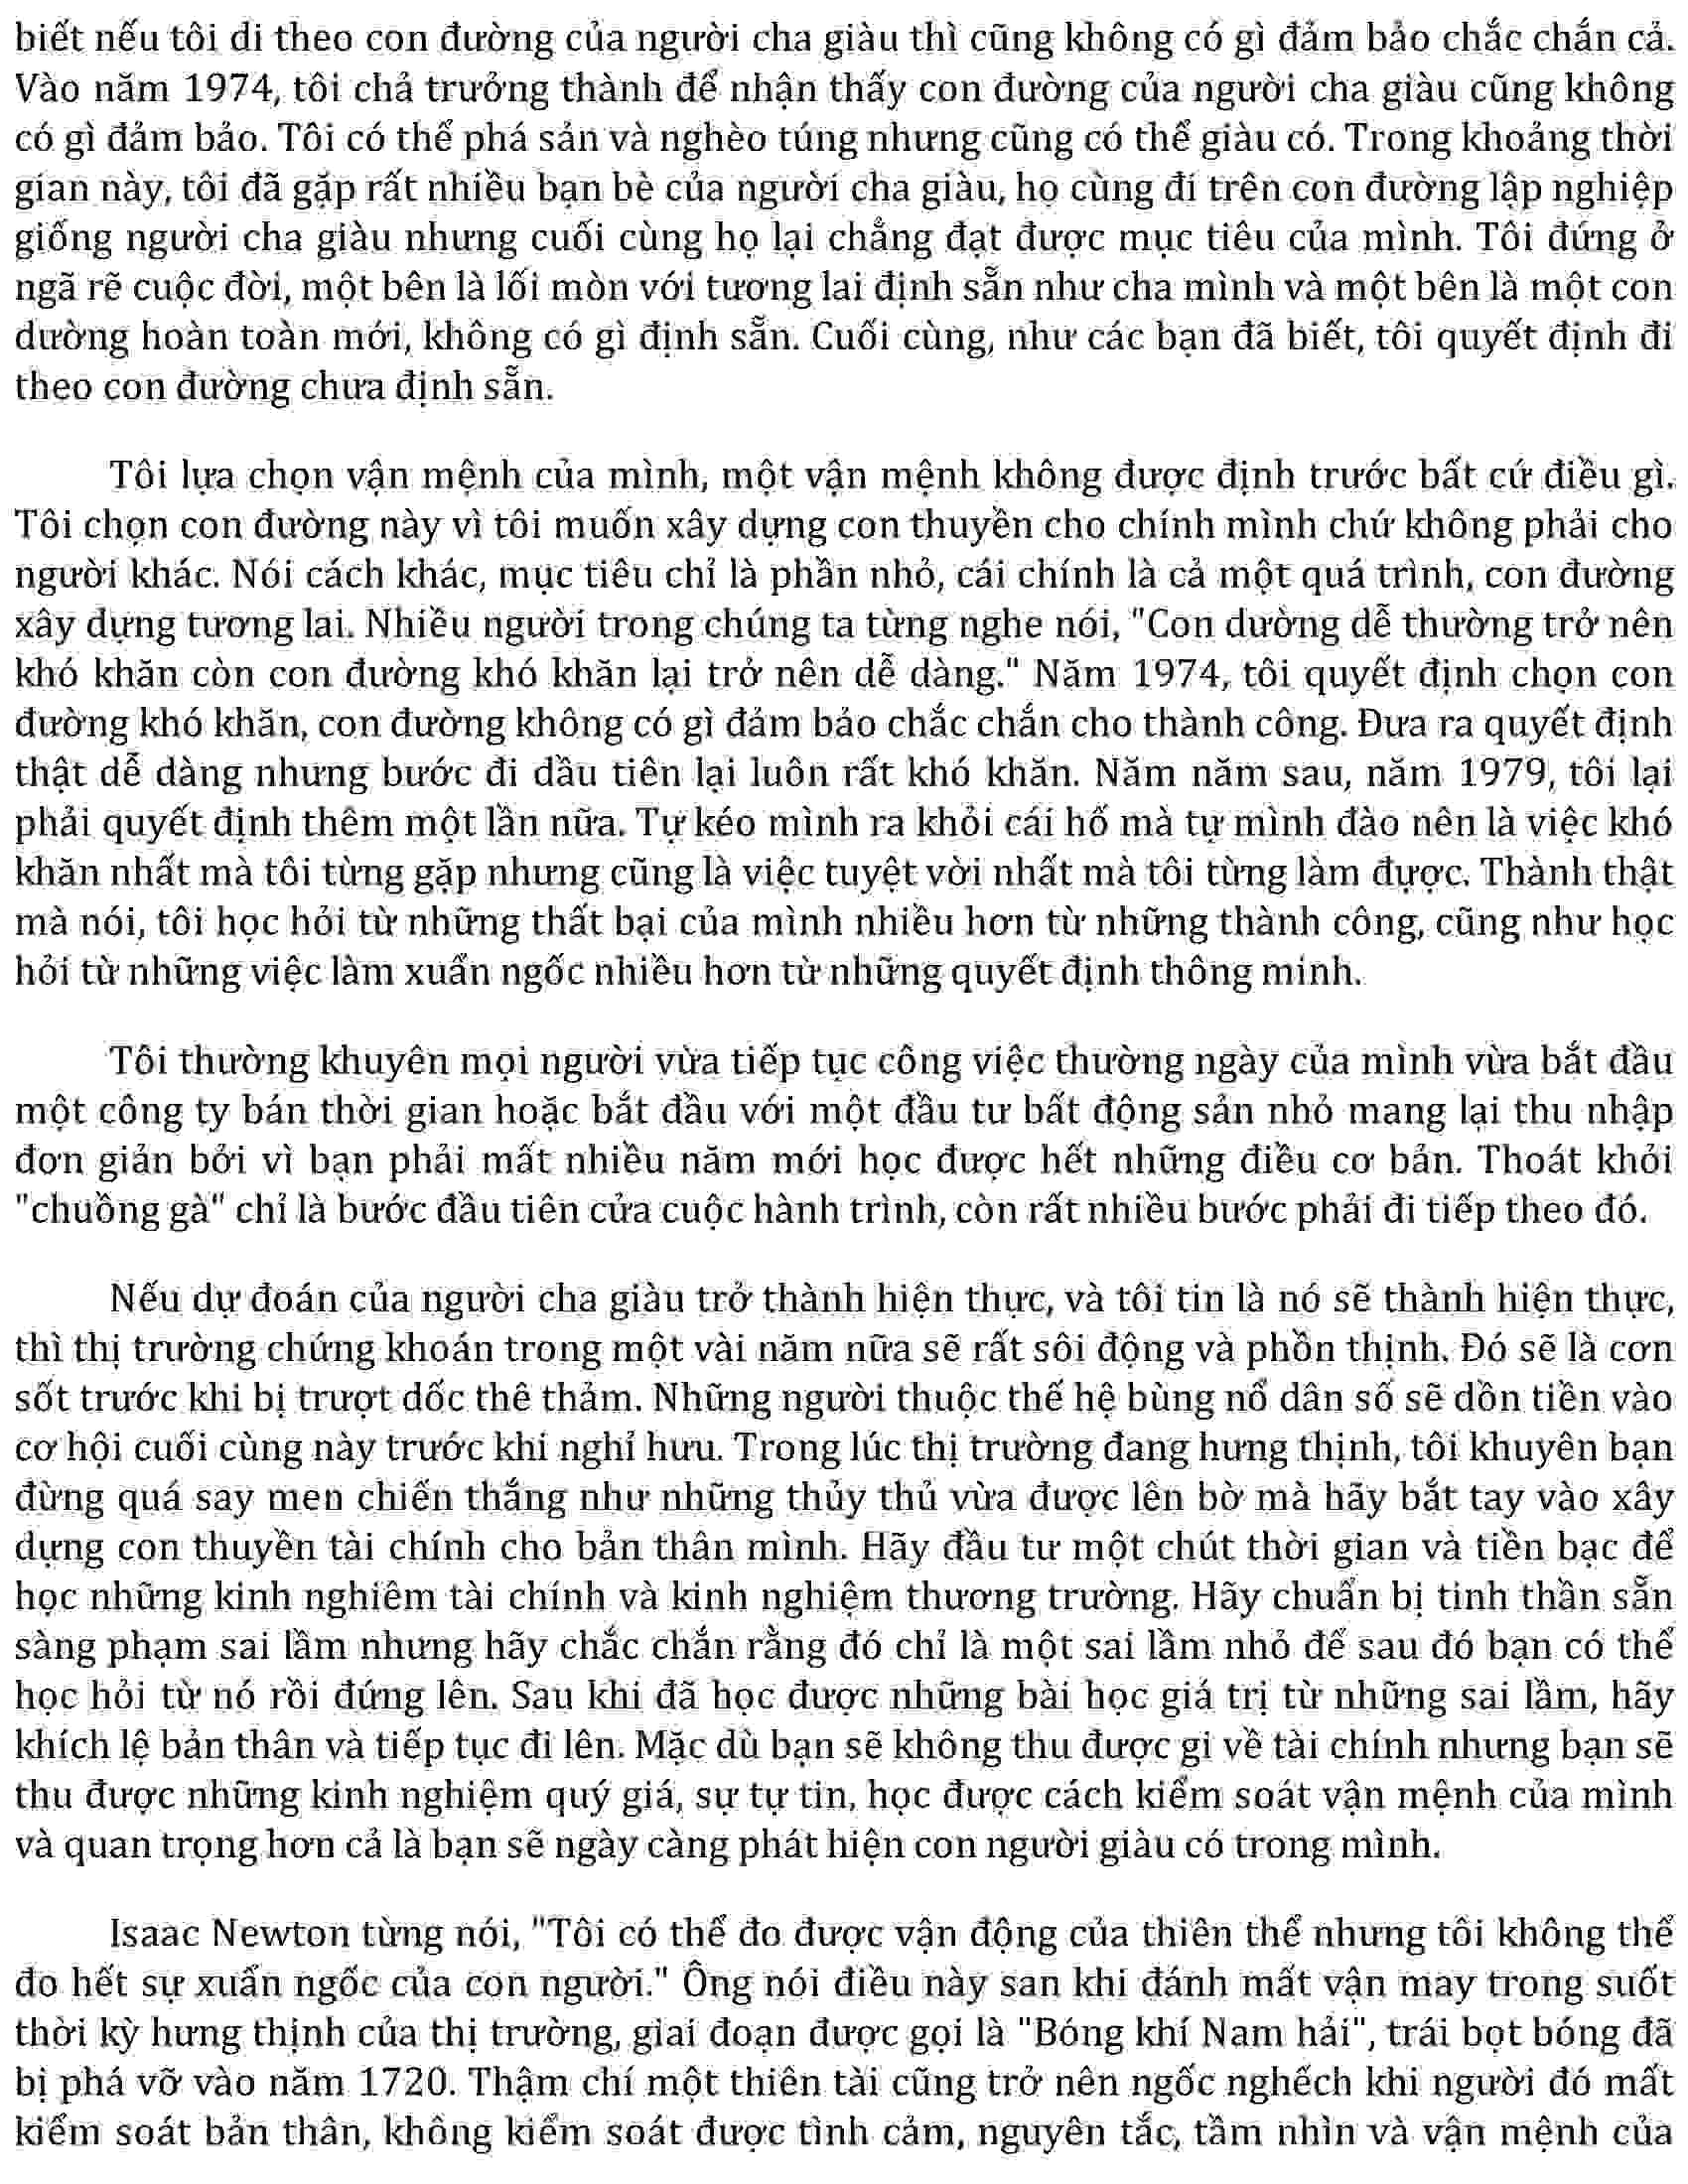 biết nếu tôi di theo con đường của người cha giàu thì cũng không có gì đảm bảo chắc chắn cả.
Vào năm 1974, tôi chả trưởng thành để nhận thấy con đường của người cha giàu cũng không
có gì đảm bảo. Tôi có thể phá sản và nghèo túng nhưng cũng có thể giàu có. Trong khoảng thời
gian này, tôi đã gặp rất nhiều bạn bè của người cha giàu, họ cùng đi trên con đường lập nghiệp
giống người cha giàu nhưng cuối cùng họ lại chẳng đạt được mục tiêu của mình. Tôi đứng ở
ngã rẽ cuộc đời, một bên là lối mòn với tương lai định sẵn như cha mình và một bên là một con
dường hoàn toàn mới, không có gì định sẵn. Cuối cùng, như các bạn đã biết, tôi quyết định đi
theo con đường chưa định sẵn.
Tôi lựa chọn vận mệnh của mình, một vận mệnh không được định trước bất cứ điều gì.
Tôi chọn con đường này vì tôi muốn xây dựng con thuyền cho chính mình chứ không phải cho
người khác. Nói cách khác, mục tiêu chỉ là phần nhỏ, cái chính là cả một quá trình, con đường
xây dựng tương lai. Nhiều người trong chúng ta từng nghe nói, "Con dường dễ thường trở nên
khó khăn còn con đường khó khăn lại trở nên dễ dàng." Năm 1974, tôi quyết định chọn con
đường khó khăn, con đường không có gì đảm bảo chắc chắn cho thành công. Đưa ra quyết định
thật dễ dàng nhưng bước đi dầu tiên lại luôn rất khó khăn. Năm năm sau, năm 1979, tôi lại
phải quyết định thêm một lần nữa. Tự kéo mình ra khỏi cái hố mà tự mình đào nên là việc khó
khăn nhất mà tôi từng gặp nhưng cũng là việc tuyệt vời nhất mà tôi từng làm được. Thành thật
mà nói, tôi học hỏi từ những thất bại của mình nhiều hơn từ những thành công, cũng như học
hỏi từ những việc làm xuẩn ngốc nhiều hơn từ những quyết định thông minh.
Tôi thường khuyên mọi người vừa tiếp tục công việc thường ngày của mình vừa bắt đầu
một công ty bán thời gian hoặc bắt đầu với một đầu tư bất động sản nhỏ mang lại thu nhập
đơn giản bởi vì bạn phải mất nhiều năm mới học được hết những điều cơ bản. Thoát khỏi
"chuồng gà" chỉ là bước đầu tiên cửa cuộc hành trình, còn rất nhiều bước phải đi tiếp theo đó.
Nếu dự đoán của người cha giàu trở thành hiện thực, và tôi tin là nó sẽ thành hiện thực,
thì thị trường chứng khoán trong một vài năm nữa sẽ rất sôi động và phồn thịnh. Đó sẽ là cơn
sốt trước khi bị trượt dốc thê thảm. Những người thuộc thế hệ bùng nổ dân số sẽ dồn tiền vào
cơ hội cuối cùng này trước khi nghỉ hưu. Trong lúc thị trường đang hưng thịnh, tôi khuyên bạn
đừng quá say men chiến thắng như những thủy thủ vừa được lên bờ mà hãy bắt tay vào xây
dựng con thuyền tài chính cho bản thân mình. Hãy đầu tư một chút thời gian và tiền bạc để
học những kinh nghiêm tài chính và kinh nghiệm thương trường. Hãy chuẩn bị tinh thần sẵn
sàng phạm sai lầm nhưng hãy chắc chắn rằng đó chỉ là một sai lầm nhỏ để sau đó bạn có thể
học hỏi từ nó rồi đứng lên. Sau khi đã học được những bài học giá trị từ những sai lầm, hãy
khích lệ bản thân và tiếp tục đi lên. Mặc dù bạn sẽ không thu được gi về tài chính nhưng bạn sẽ
thu được những kinh nghiệm quý giá, sự tự tin, học được cách kiểm soát vận mệnh của mình
và quan trọng hơn cả là bạn sẽ ngày càng phát hiện con người giàu có trong mình.
Isaac Newton từng nói, "Tôi có thể đo được vận động của thiên thể nhưng tôi không thể
đo hết sự xuẩn ngốc của con người." Ông nói điều này san khi đánh mất vận may trong suốt
thời kỳ hưng thịnh của thị trường, giai đoạn được gọi là "Bóng khí Nam hải", trái bọt bóng đã
bị phá vỡ vào năm 1720. Thậm chí một thiên tài cũng trở nên ngốc nghếch khi người đó mất
kiểm soát bản thân, không kiểm soát được tình cảm, nguyên tắc, tầm nhìn và vận mệnh của